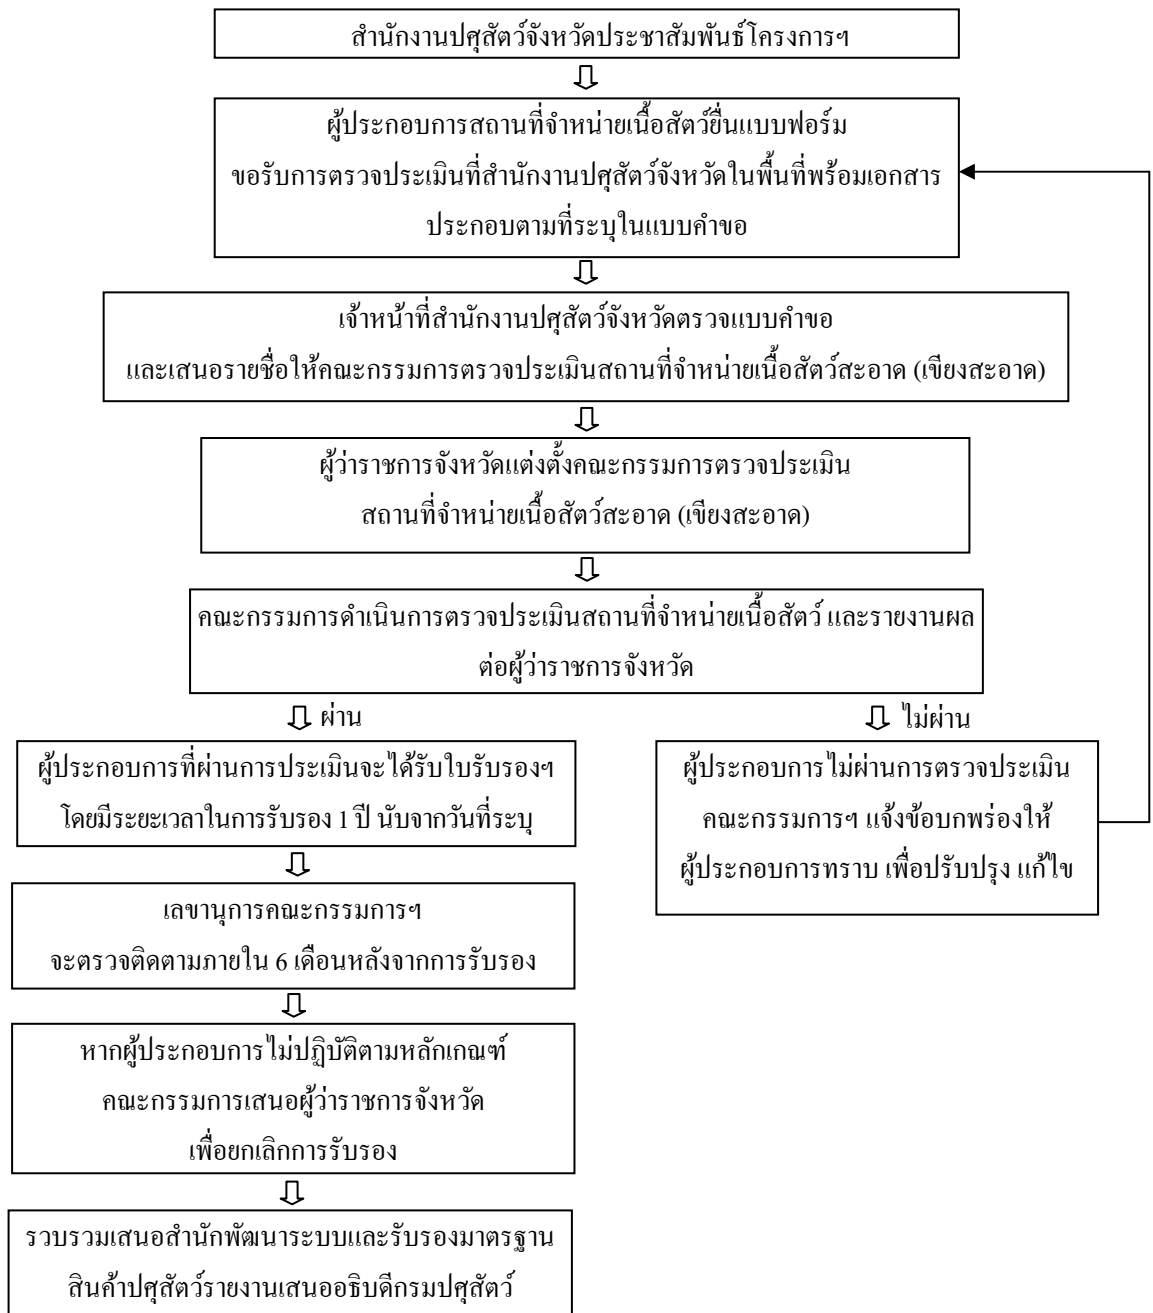 สำนักงานปศุสัตว์จังหวัดประชาสัมพันธ์โครงการฯ
ผู้ประกอบการสถานที่จำหน่ายเนื้อสัตว์ยื่นแบบฟอร์ม
ขอรับการตรวจประเมินที่สำนักงานปศุสัตว์จังหวัดในพื้นที่พร้อมเอกสาร
ประกอบตามที่ระบุในแบบคำขอ
เจ้าหน้าที่สำนักงานปศุสัตว์จังหวัดตรวจแบบคำขอ
และเสนอรายชื่อให้คณะกรรมการตรวจประเมินสถานที่จำหน่ายเนื้อสัตว์สะอาด (เขียงสะอาด)
ผู้ว่าราชการจังหวัดแต่งตั้งคณะกรรมการตรวจประเมิน
สถานที่จำหน่ายเนื้อสัตว์สะอาด (เขียงสะอาด)
คณะกรรมการดำเนินการตรวจประเมินสถานที่จำหน่ายเนื้อสัตว์ และรายงานผล
ต่อผู้ว่าราชการจังหวัด
ผ่าน
ไม่ผ่าน
ผู้ประกอบการที่ผ่านการประเมินจะได้รับใบรับรองฯ
โดยมีระยะเวลาในการรับรอง 1 ปี นับจากวันที่ระบุ
ผู้ประกอบการไม่ผ่านการตรวจประเมิน
คณะกรรมการฯ แจ้งข้อบกพร่องให้
ผู้ประกอบการทราบ เพื่อปรับปรุง แก้ไข
เลขานุการคณะกรรมการฯ
จะตรวจติดตามภายใน 6 เดือนหลังจากการรับรอง
หากผู้ประกอบการไม่ปฏิบัติตามหลักเกณฑ์
คณะกรรมการเสนอผู้ว่าราชการจังหวัด
เพื่อยกเลิกการรับรอง
รวบรวมเสนอสำนักพัฒนาระบบและรับรองมาตรฐาน
สินค้าปศุสัตว์รายงานเสนออธิบดีกรมปศุสัตว์